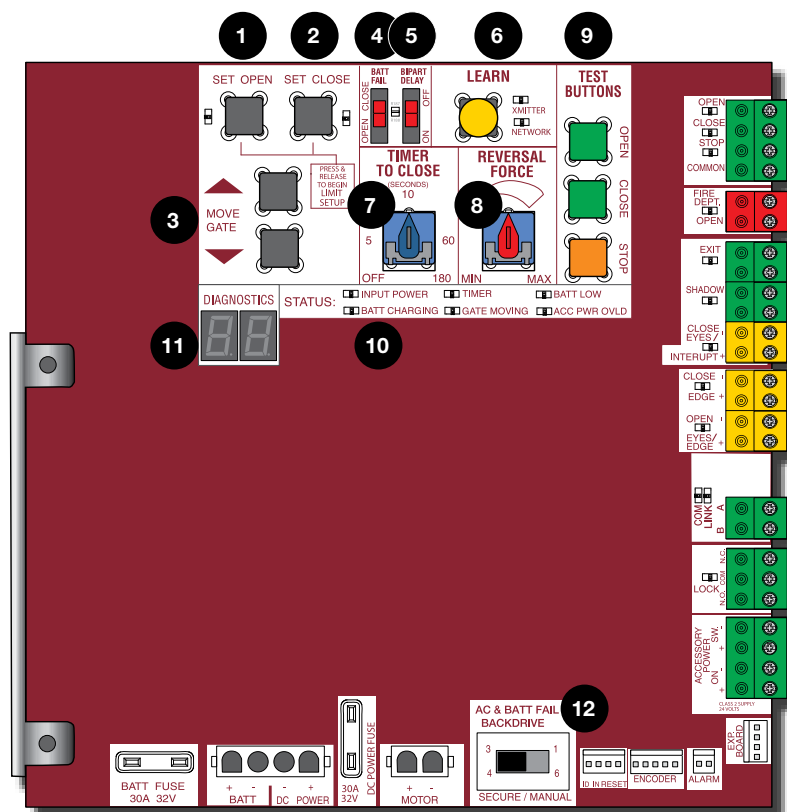 1
2
4
5
6
9
SET OPEN
SET CLOSE
BATT
FAIL
OPEN CLOSE
BIPART
DELAY
ON OFF
LEARN
XMITTER
NETWORK
TEST
BUTTONS
OPEN
CLOSE
STOP
PRESS &
RELEASE
TO BEGIN
LIMIT
SETUP
3
MOVE
GATE
TIMER
TO CLOSE
(SECONDS)
10
7
5
60
OFF
180
REVERSAL
FORCE
8
MIN
MAX
11
DIAGNOSTICS
88
STATUS:
INPUT POWER
TIMER
BATT LOW
BATT CHARGING
GATE MOVING
ACC PWR OVLD
10
OPEN
CLOSE
STOP
COMMON
FIRE
DEPT.
OPEN
EXIT
SHADOW
CLOSE
EYES/ -
INTERUPT +
CLOSE -
EDGE +
OPEN -
EYES/
EDGE +
COM
LINK
A
B
LOCK
N.C.
COM
N.O.
ACCESSORY
POWER
SW.
ON
- + - +
CLASS 2 SUPPLY
24 VOLTS
BATT FUSE
30A 32V
+ - - +
BATT
DC POWER
DC POWER FUSE
30A
32V
+ -
MOTOR
12
AC & BATT FAIL
BACKDRIVE
3
1
4
6
SECURE / MANUAL
ID IN RESET
ENCODER
ALARM
EXP.
BOARD